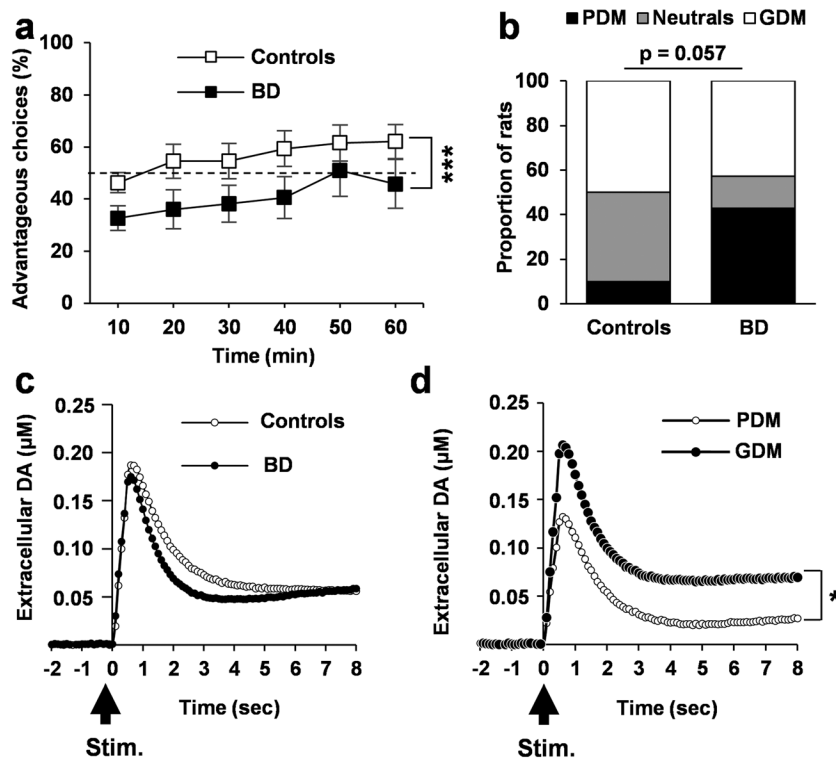 a
Advantageous choices (%)
100
80
60
40
20
0
Controls
BD
***
10 20 30 40 50 60
Time (min)
b
PDM Neutrals GDM
p = 0.057
Proportion of rats
100
80
60
40
20
0
Controls BD
c
Extracellular DA (µM)
0.25
0.20
0.15
0.10
0.05
Controls
BD
-2 -1 0 1 2 3 4 5 6 7 8
Time (sec)
Stim.
d
Extracellular DA (µM)
0.25
0.20
0.15
0.10
0.05
PDM
GDM
*
-2 -1 0 1 2 3 4 5 6 7 8
Time (sec)
Stim.